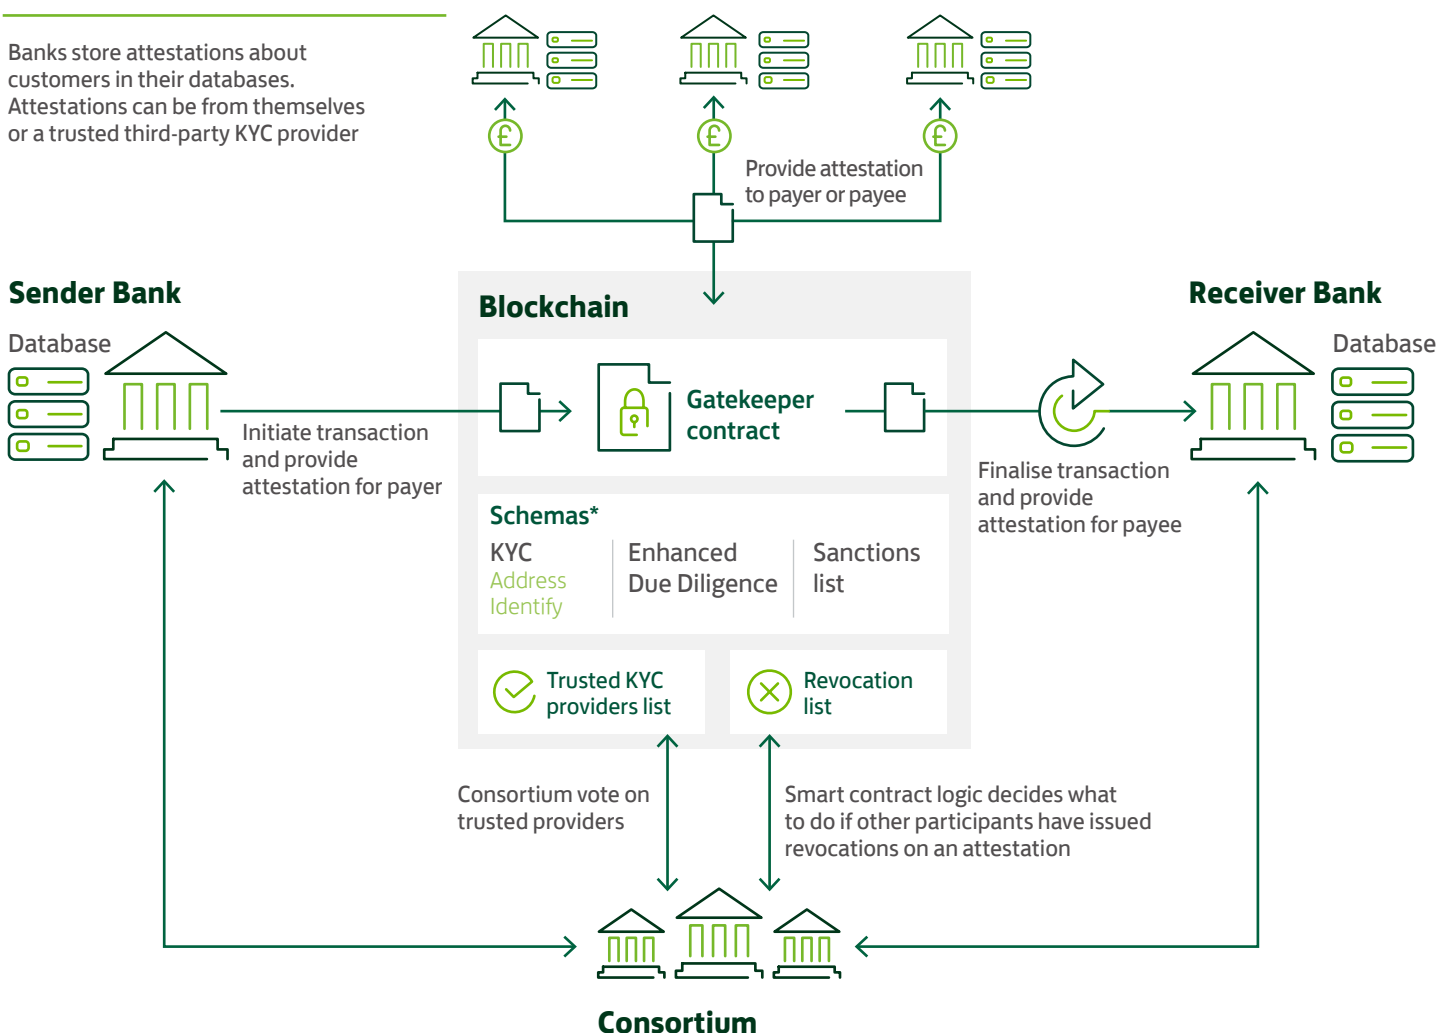 Banks store attestations about
customers in their databases.
Attestations can be from themselves
or a trusted third-party KYC provider
£
£
£
Provide attestation
to payer or payee
Sender Bank
Database
Initiate transaction
and provide
attestation for payer
Blockchain
Gatekeeper
contract
Schemas*
KYC
Address
Identify
Enhanced
Due Diligence
Sanctions
list
Trusted KYC
providers list
Revocation
list
Receiver Bank
Database
Finalise transaction
and provide
attestation for payee
Consortium vote on
trusted providers
Smart contract logic decides what
to do if other participants have issued
revocations on an attestation
Consortium